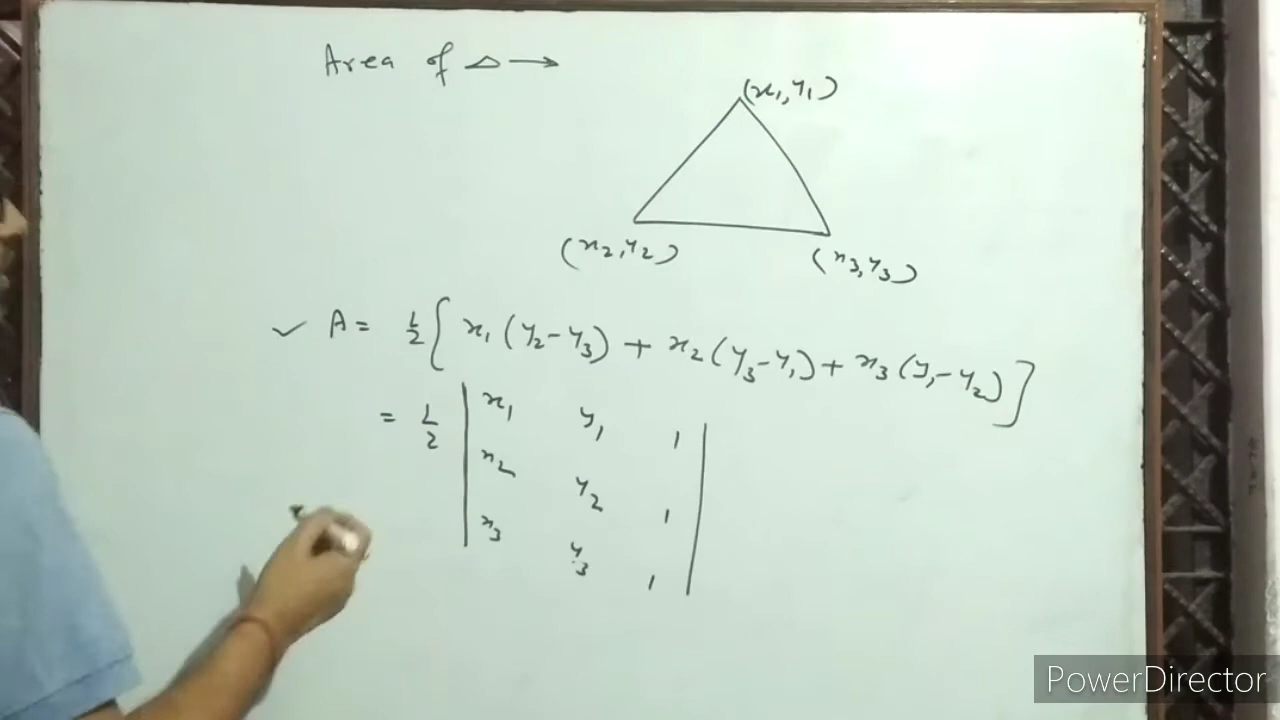 Area of △ →
(x₁, y₁)
(x₂, y₂)
(x₃, y₃)
✓ A = ½ [ x₁ (y₂ - y₃) + x₂ (y₃ - y₁) + x₃ (y₁ - y₂) ]
= ½ | x₁ y₁ 1 |
| x₂ y₂ 1 |
| x₃ y₃ 1 |
PowerDirector